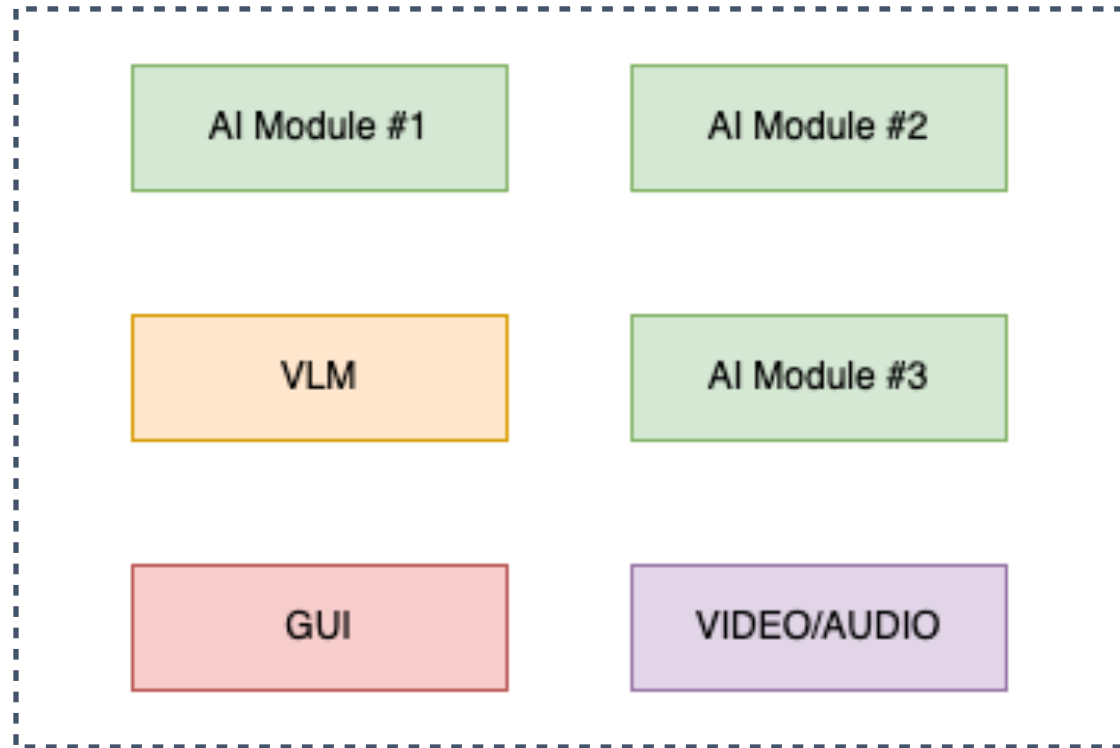 AI Module #1
AI Module #2
VLM
AI Module #3
GUI
VIDEO/AUDIO